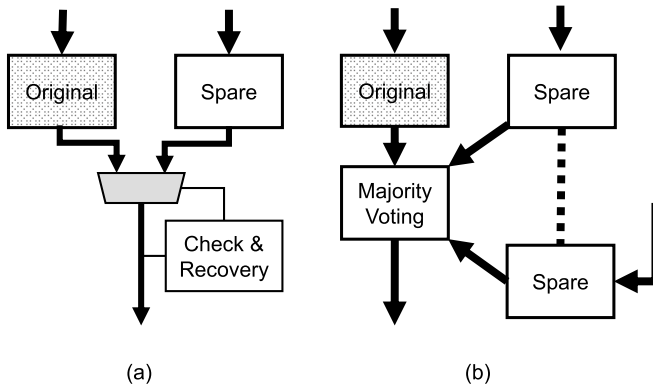 Original
Spare
Check &
Recovery
(a)
Original
Spare
Majority
Voting
Spare
(b)